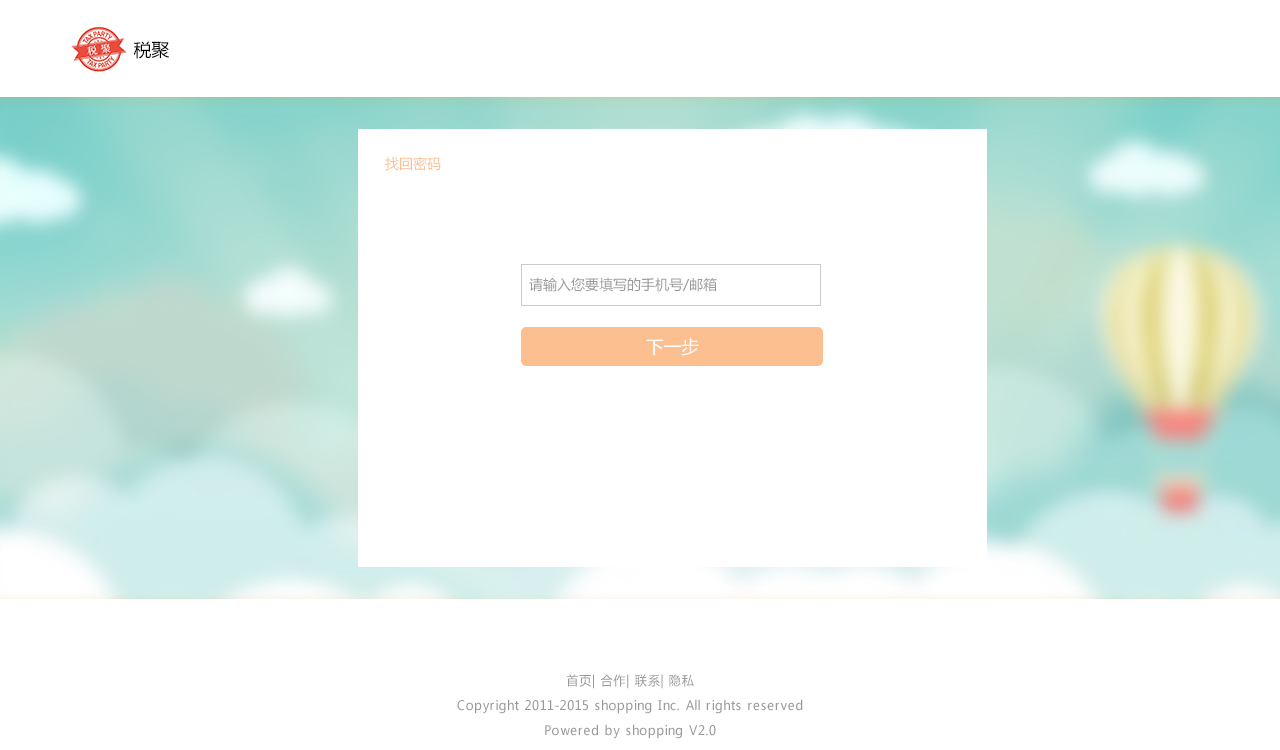 TAX PARTY
税聚
TAX PARTY
税聚
找回密码
请输入您要填写的手机号/邮箱
下一步
首页| 合作| 联系| 隐私
Copyright 2011-2015 shopping Inc. All rights reserved
Powered by shopping V2.0